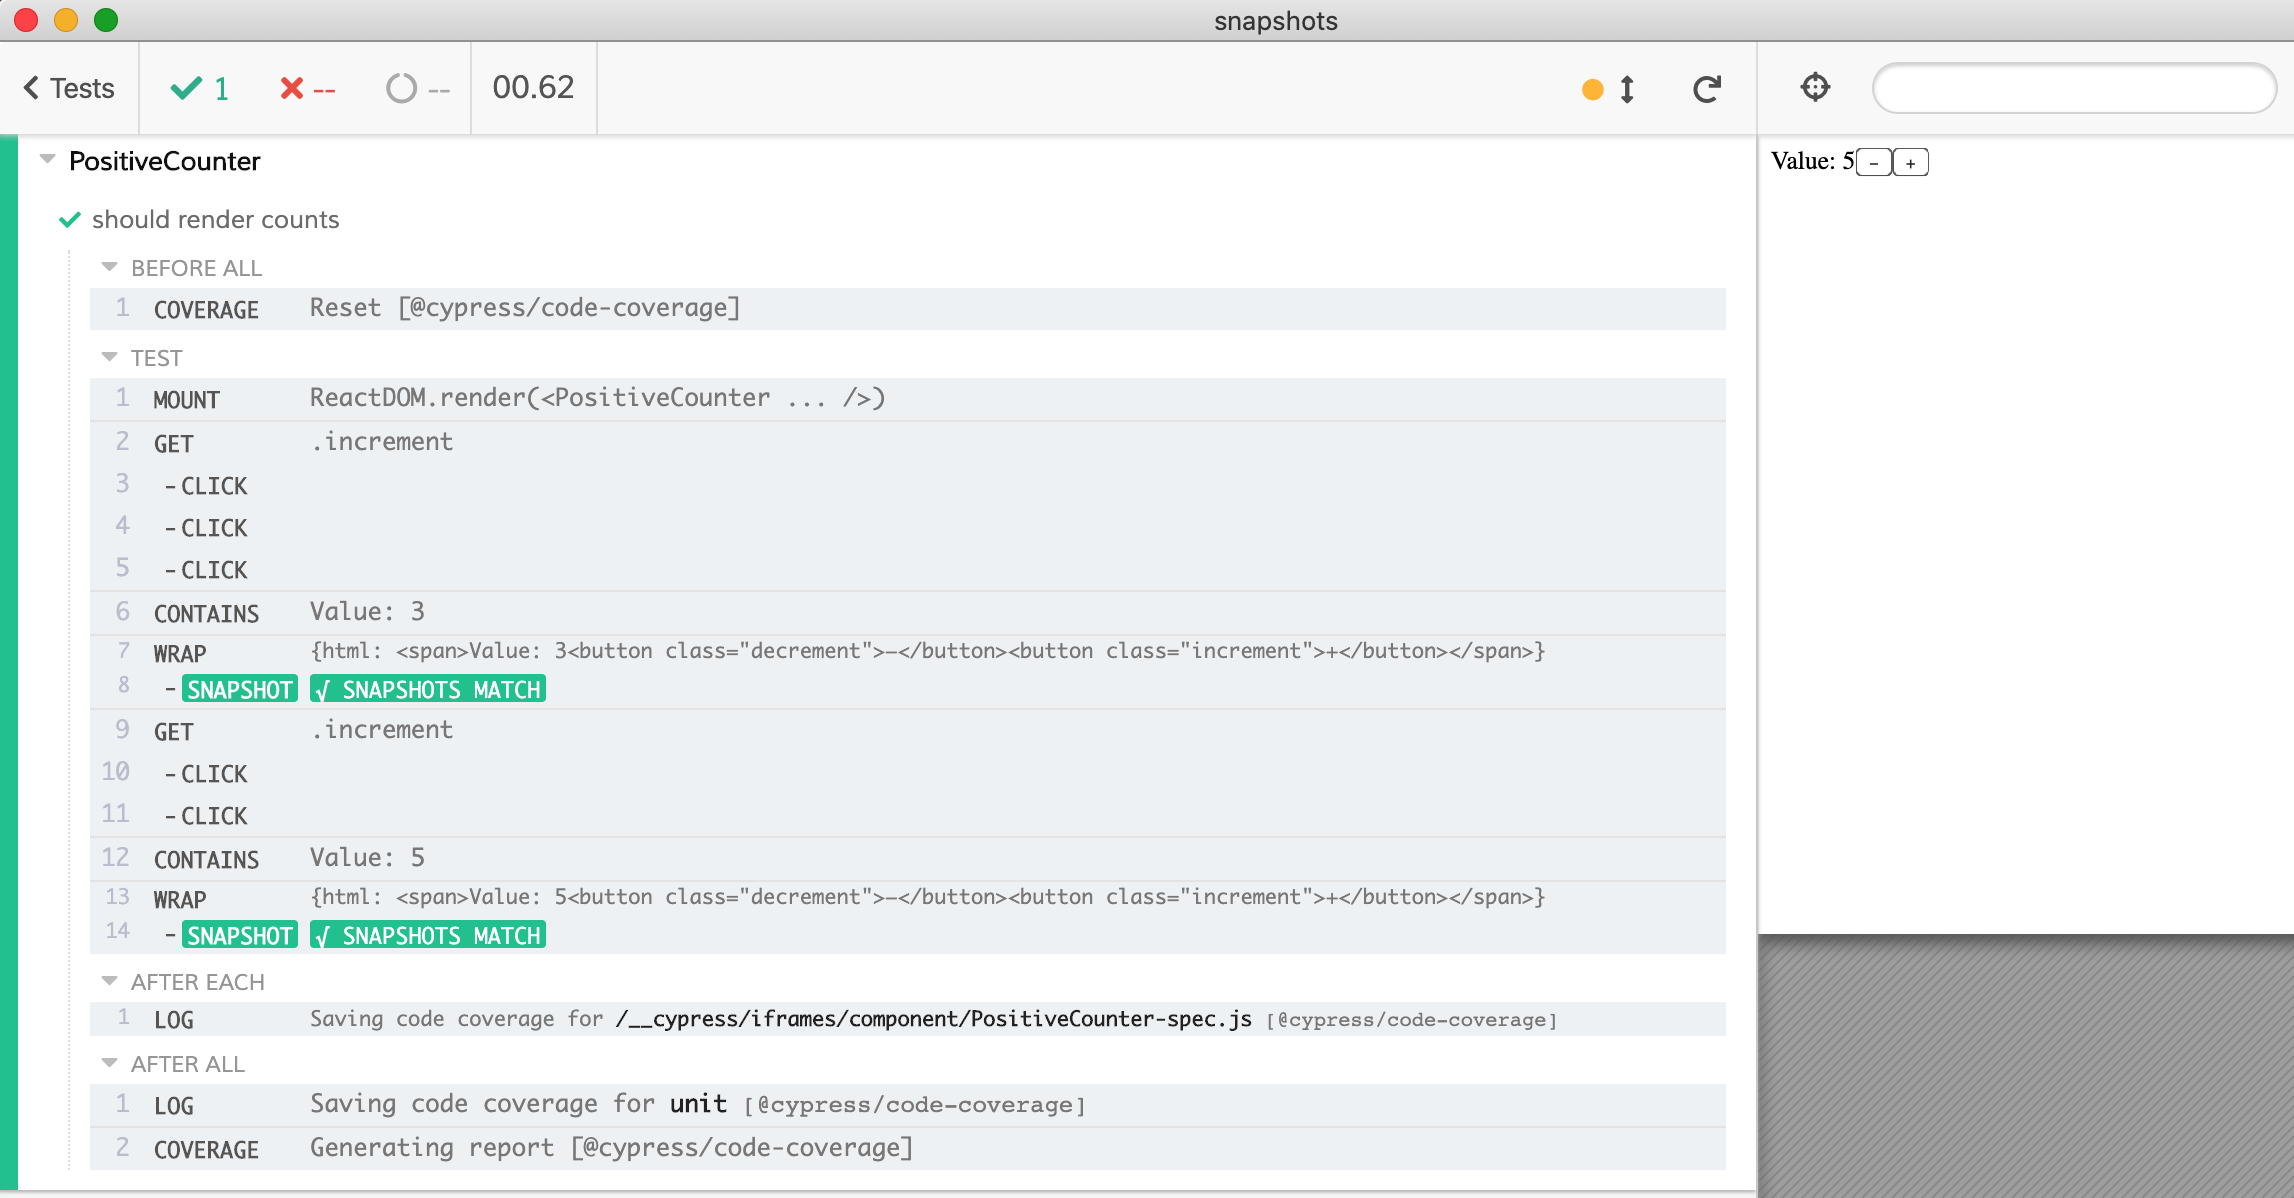 snapshots
Tests 1 -- -- 00.62
PositiveCounter
should render counts
BEFORE ALL
1 COVERAGE Reset [@cypress/code-coverage]
TEST
1 MOUNT ReactDOM.render(<PositiveCounter ... />)
2 GET .increment
3 -CLICK
4 -CLICK
5 -CLICK
6 CONTAINS Value: 3
7 WRAP {html: <span>Value: 3<button class="decrement">–</button><button class="increment">+</button></span>}
8 -SNAPSHOT √ SNAPSHOTS MATCH
9 GET .increment
10 -CLICK
11 -CLICK
12 CONTAINS Value: 5
13 WRAP {html: <span>Value: 5<button class="decrement">–</button><button class="increment">+</button></span>}
14 -SNAPSHOT √ SNAPSHOTS MATCH
AFTER EACH
1 LOG Saving code coverage for /__cypress/iframes/component/PositiveCounter-spec.js [@cypress/code-coverage]
AFTER ALL
1 LOG Saving code coverage for unit [@cypress/code-coverage]
2 COVERAGE Generating report [@cypress/code-coverage]
Value: 5 – +